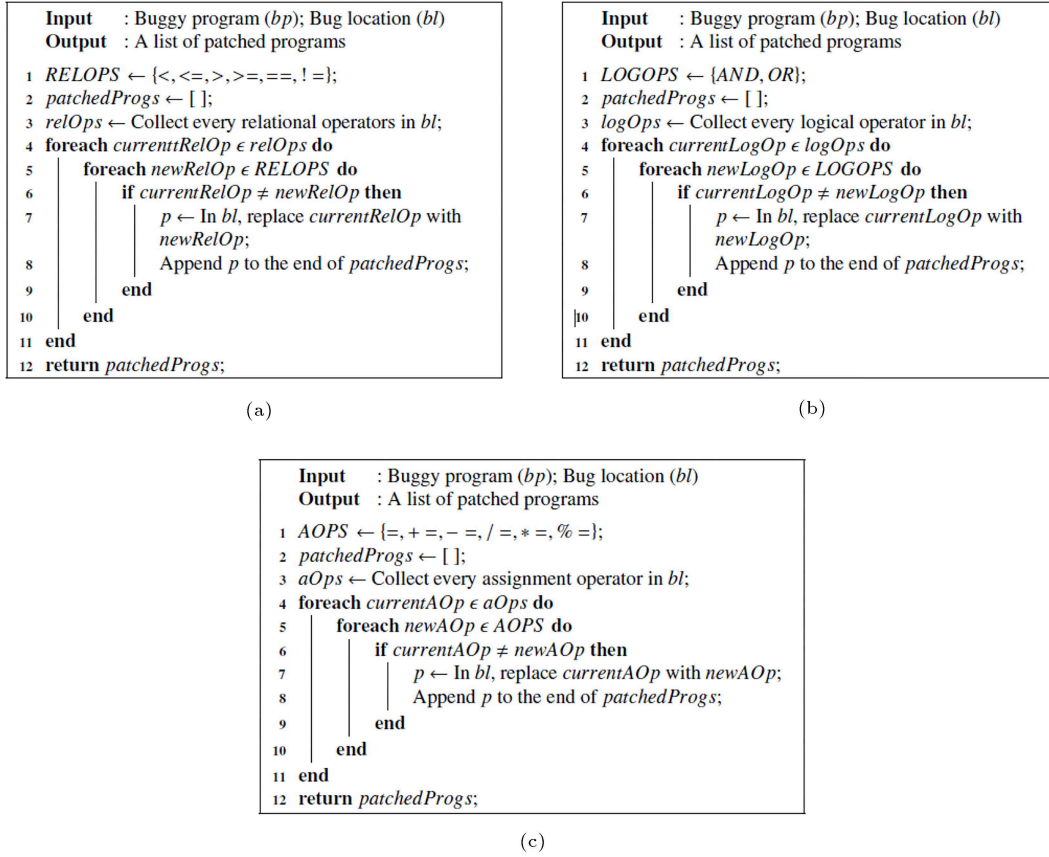 Input : Buggy program (bp); Bug location (bl)
Output : A list of patched programs
1 RELOPS ← {<, <=, >, >=, ==, ! =};
2 patchedProgs ← [ ];
3 relOps ← Collect every relational operators in bl;
4 foreach currenttRelOp ϵ relOps do
5 foreach newRelOp ϵ RELOPS do
6 if currentRelOp ≠ newRelOp then
7 p ← In bl, replace currentRelOp with
newRelOp;
8 Append p to the end of patchedProgs;
9 end
10 end
11 end
12 return patchedProgs;
(a)
Input : Buggy program (bp); Bug location (bl)
Output : A list of patched programs
1 LOGOPS ← {AND, OR};
2 patchedProgs ← [ ];
3 logOps ← Collect every logical operator in bl;
4 foreach currentLogOp ϵ logOps do
5 foreach newLogOp ϵ LOGOPS do
6 if currentLogOp ≠ newLogOp then
7 p ← In bl, replace currentLogOp with
newLogOp;
8 Append p to the end of patchedProgs;
9 end
10 end
11 end
12 return patchedProgs;
(b)
Input : Buggy program (bp); Bug location (bl)
Output : A list of patched programs
1 AOPS ← {=, + =, − =, / =, ∗ =, % =};
2 patchedProgs ← [ ];
3 aOps ← Collect every assignment operator in bl;
4 foreach currentAOp ϵ aOps do
5 foreach newAOp ϵ AOPS do
6 if currentAOp ≠ newAOp then
7 p ← In bl, replace currentAOp with newAOp;
8 Append p to the end of patchedProgs;
9 end
10 end
11 end
12 return patchedProgs;
(c)